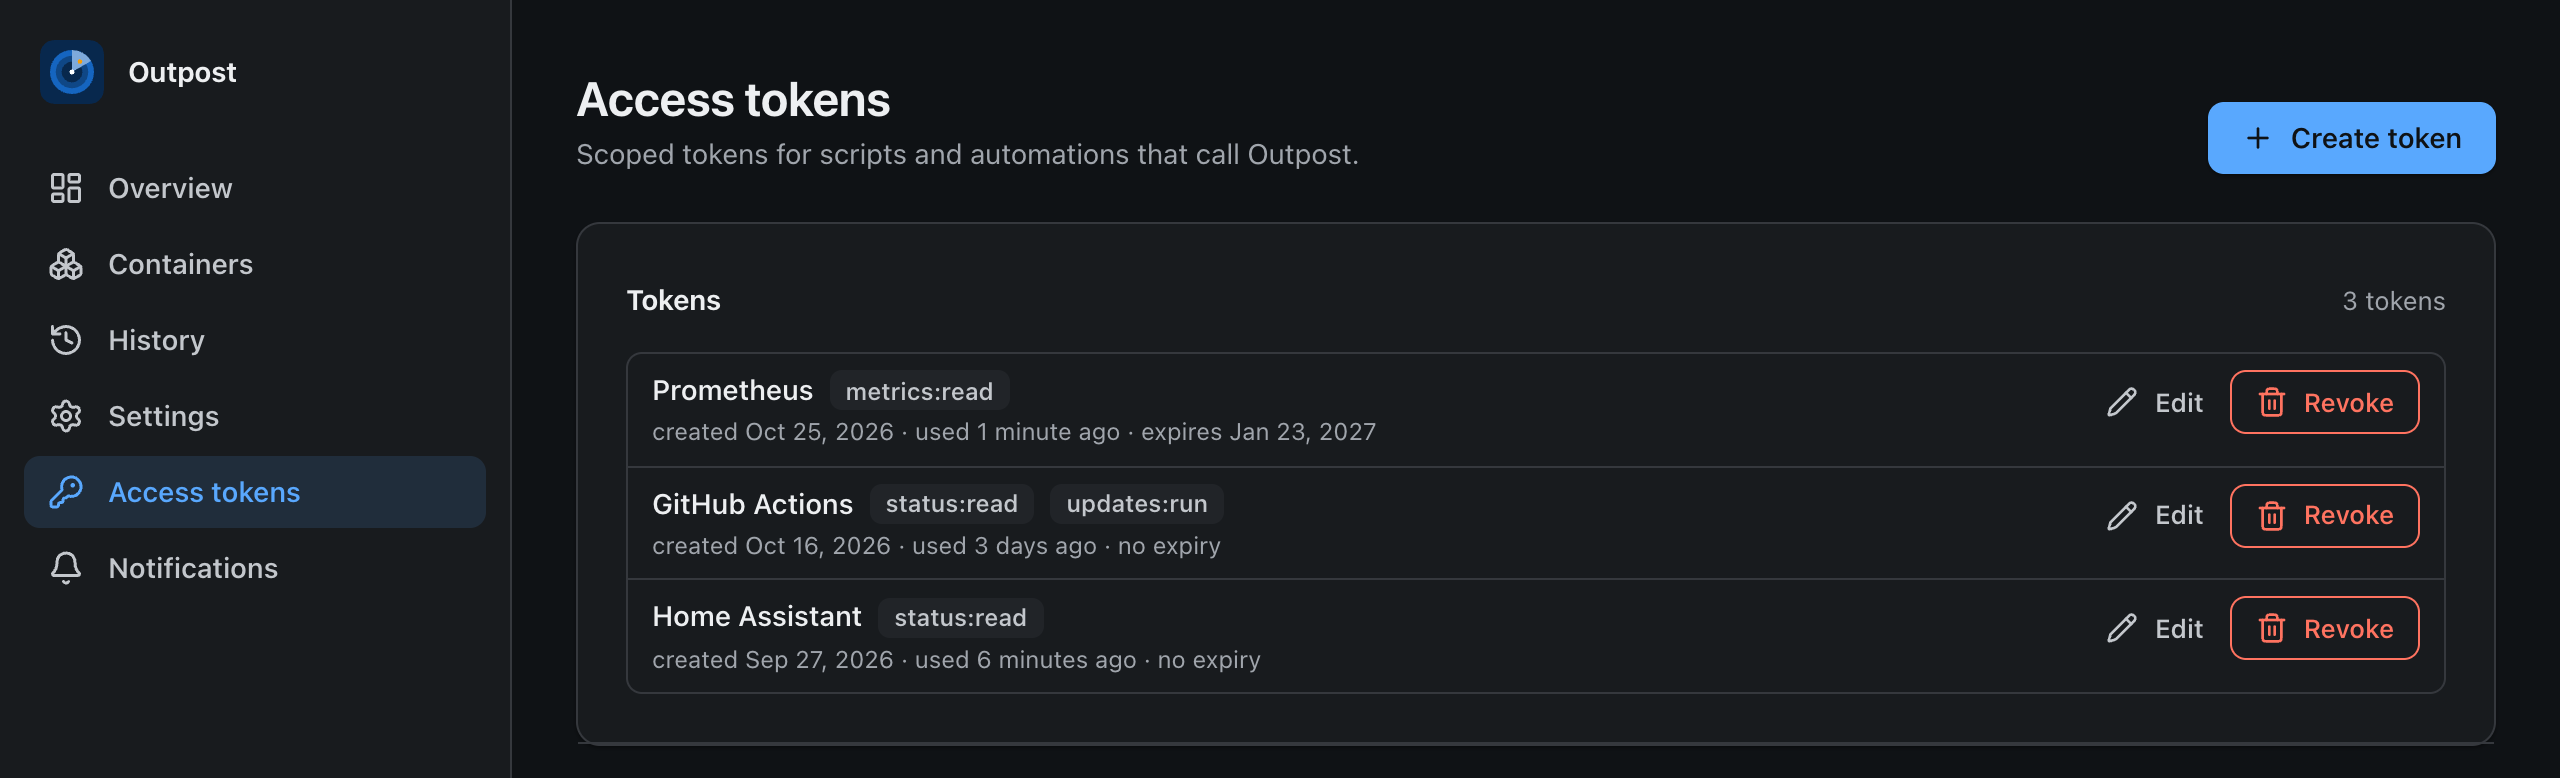 Outpost
Overview
Containers
History
Settings
Access tokens
Notifications
Access tokens
Scoped tokens for scripts and automations that call Outpost.
Create token
Tokens
3 tokens
Prometheus metrics:read
created Oct 25, 2026 · used 1 minute ago · expires Jan 23, 2027
Edit Revoke
GitHub Actions status:read updates:run
created Oct 16, 2026 · used 3 days ago · no expiry
Edit Revoke
Home Assistant status:read
created Sep 27, 2026 · used 6 minutes ago · no expiry
Edit Revoke